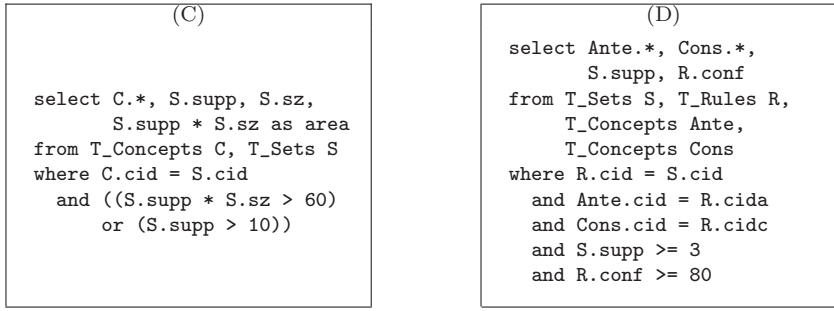 (C)
select C.*, S.supp, S.sz,
S.supp * S.sz as area
from T_Concepts C, T_Sets S
where C.cid = S.cid
and ((S.supp * S.sz > 60)
or (S.supp > 10))
(D)
select Ante.*, Cons.*,
S.supp, R.conf
from T_Sets S, T_Rules R,
T_Concepts Ante,
T_Concepts Cons
where R.cid = S.cid
and Ante.cid = R.cida
and Cons.cid = R.cidc
and S.supp >= 3
and R.conf >= 80